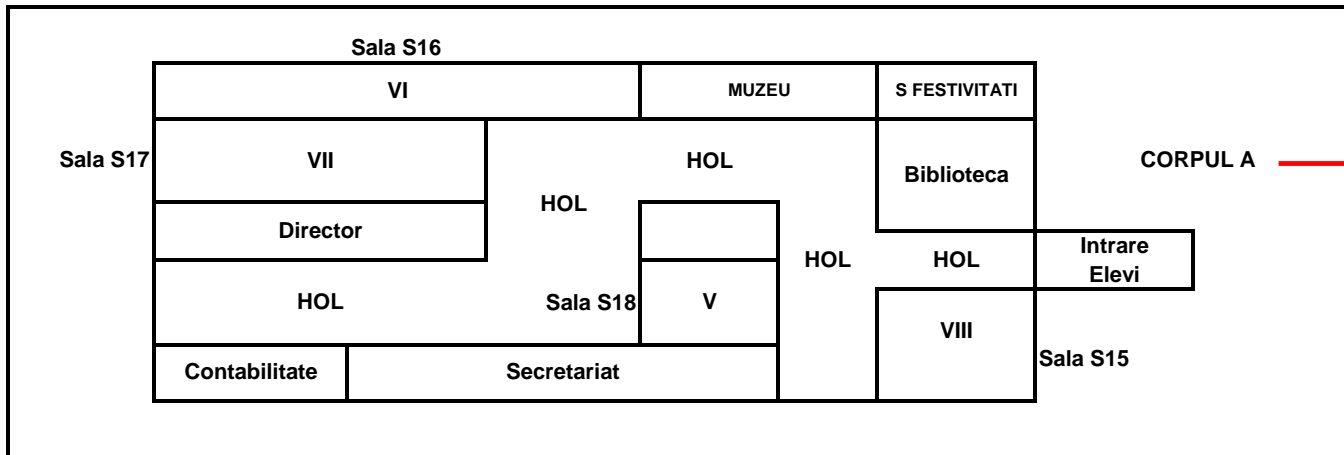 Sala S16
VI
MUZEU
S FESTIVITATI
Sala S17
VII
HOL
Biblioteca
CORPUL A
HOL
Director
HOL
HOL
Intrare
Elevi
HOL
Sala S18
V
VIII
Sala S15
Contabilitate
Secretariat